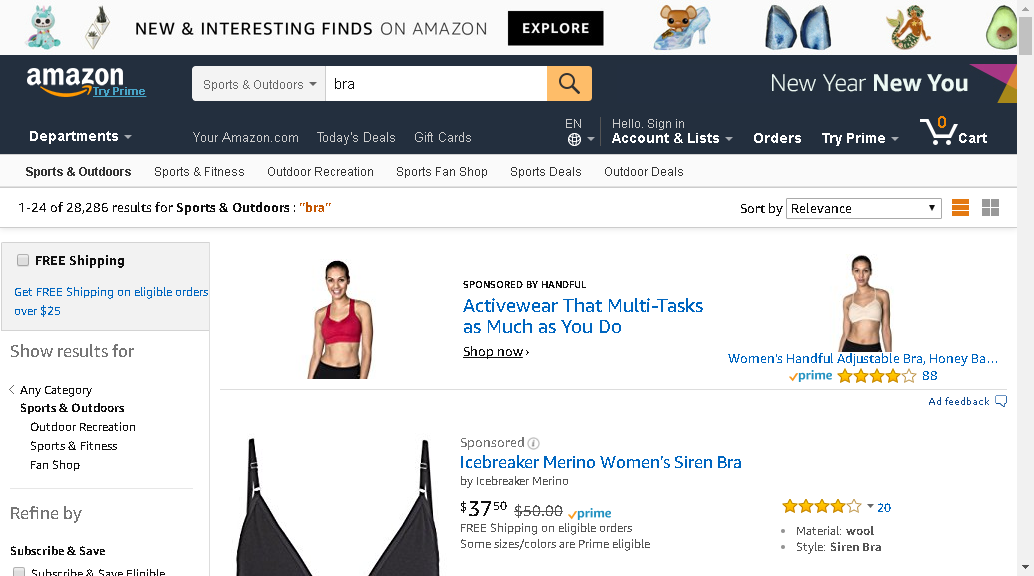 NEW & INTERESTING FINDS ON AMAZON EXPLORE
amazon
Try Prime
Sports & Outdoors
bra
New Year New You
Departments
Your Amazon.com
Today's Deals
Gift Cards
EN
Hello. Sign in
Account & Lists
Orders
Try Prime
0
Cart
Sports & Outdoors
Sports & Fitness
Outdoor Recreation
Sports Fan Shop
Sports Deals
Outdoor Deals
1-24 of 28,286 results for Sports & Outdoors : "bra"
Sort by Relevance
FREE Shipping
Get FREE Shipping on eligible orders
over $25
Show results for
Any Category
Sports & Outdoors
Outdoor Recreation
Sports & Fitness
Fan Shop
Refine by
Subscribe & Save
Subscribe & Save Eligible
SPONSORED BY HANDFUL
Activewear That Multi-Tasks
as Much as You Do
Shop now ›
Women's Handful Adjustable Bra, Honey Ba...
prime 88
Ad feedback
Sponsored
Icebreaker Merino Women's Siren Bra
by Icebreaker Merino
$37 50 $50.00 prime
FREE Shipping on eligible orders
Some sizes/colors are Prime eligible
20
Material: wool
Style: Siren Bra